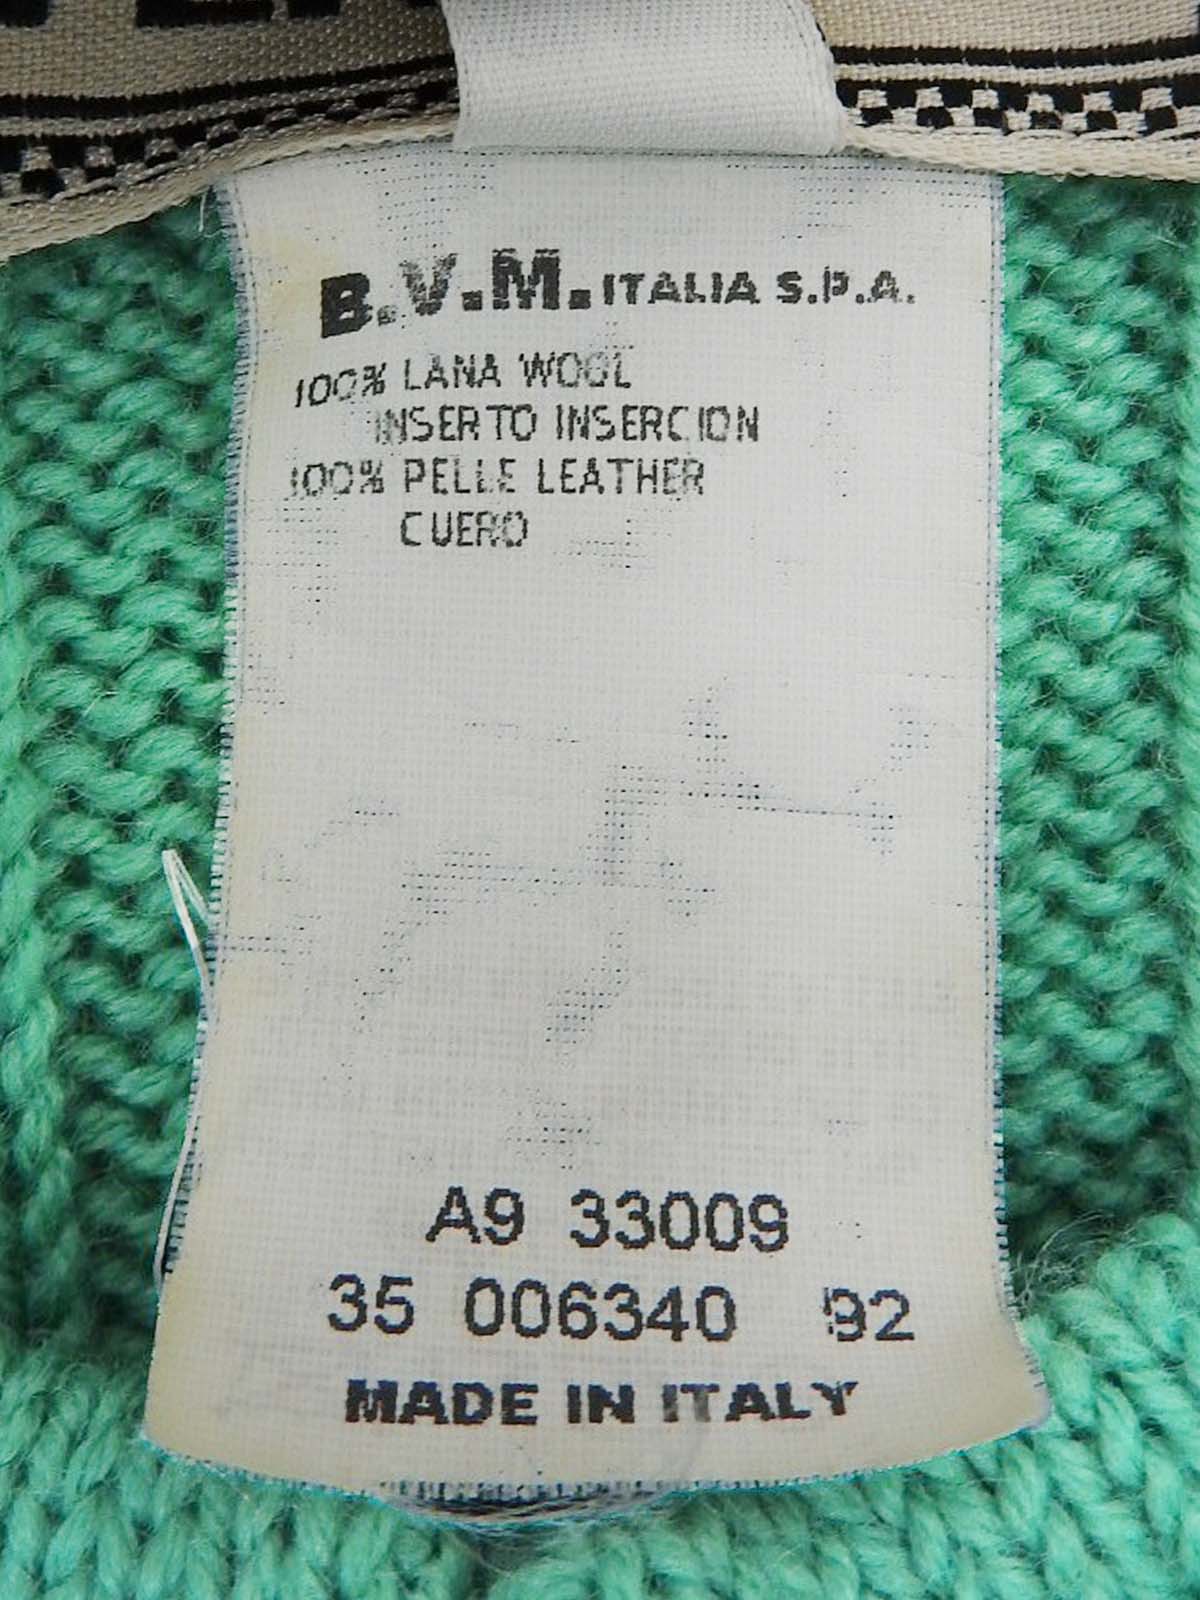 B.V.M. ITALIA S.P.A.
100% LANA WOOL
INSERTO INSERCION
100% PELLE LEATHER
CUERO
A9 33009
35 006340 92
MADE IN ITALY